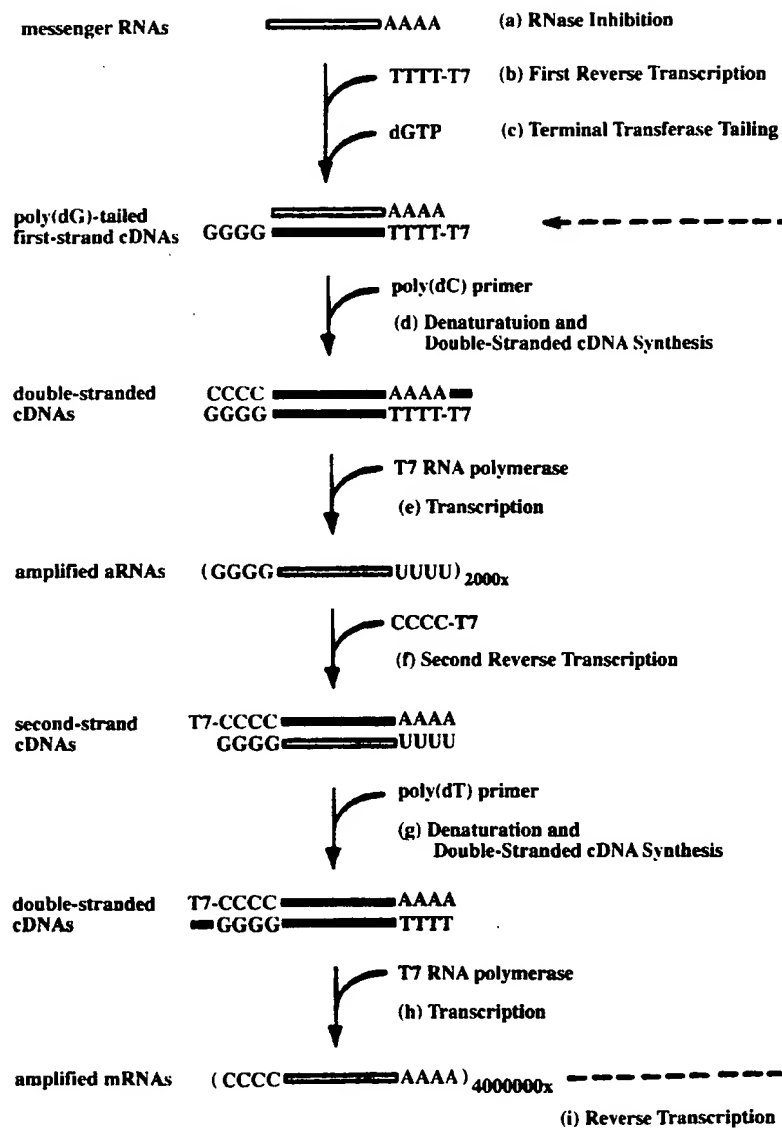 messenger RNAs AAAA (a) RNase Inhibition
TTTT-T7 (b) First Reverse Transcription
dGTP (c) Terminal Transferase Tailing
poly(dG)-tailed AAAA
first-strand cDNAs GGGG TTTT-T7
poly(dC) primer
(d) Denaturatuion and
Double-Stranded cDNA Synthesis
double-stranded CCCC AAAA
cDNAs GGGG TTTT-T7
T7 RNA polymerase
(e) Transcription
amplified aRNAs (GGGG UUUU) 2000x
CCCC-T7
(f) Second Reverse Transcription
second-strand T7-CCCC AAAA
cDNAs GGGG UUUU
poly(dT) primer
(g) Denaturation and
Double-Stranded cDNA Synthesis
double-stranded T7-CCCC AAAA
cDNAs GGGG TTTT
T7 RNA polymerase
(h) Transcription
amplified mRNAs (CCCC AAAA) 4000000x
(i) Reverse Transcription